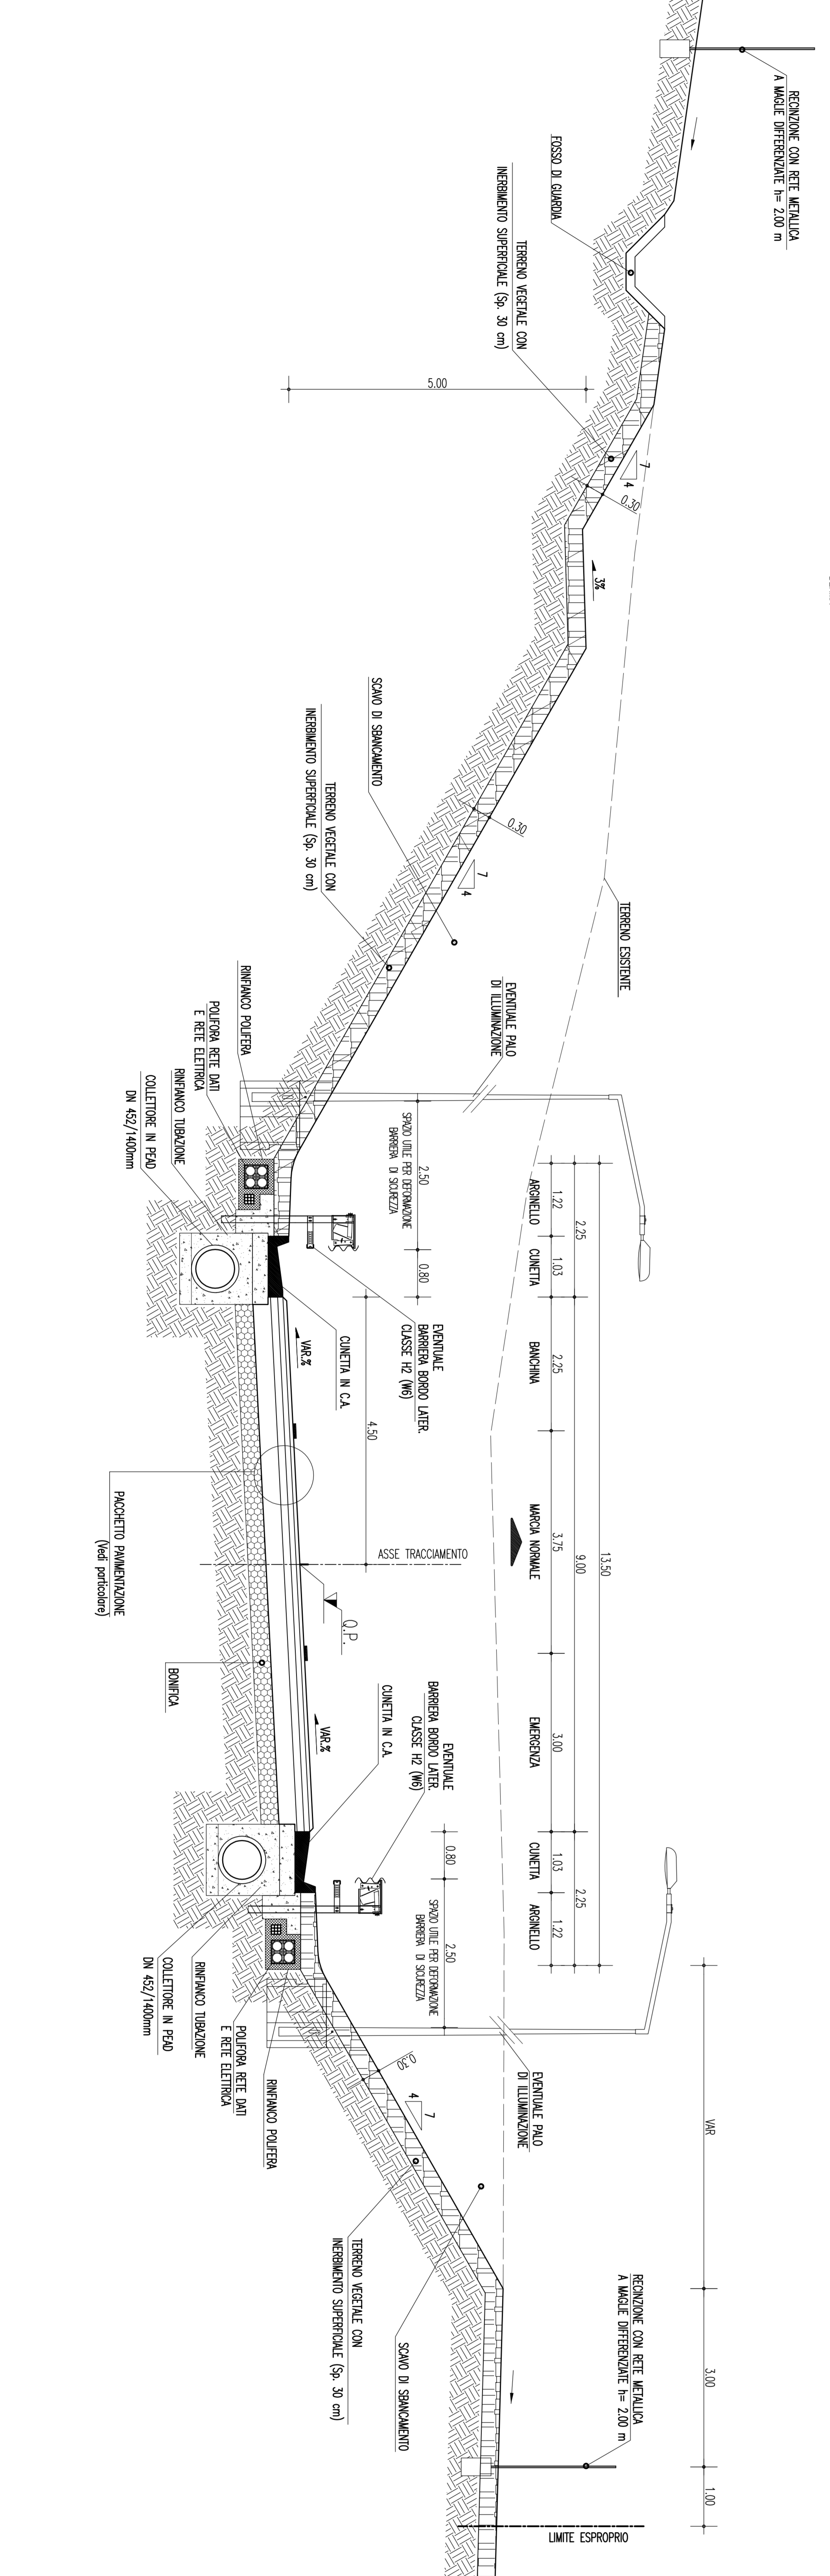 RECINZIONE CON RETE METALLICA
A MAGLIE DIFFERENZIATE h= 2.00 m
FOSSO DI GUARDIA
TERRENO VEGETALE CON
INERBIMENTO SUPERFICIALE (Sp. 30 cm)
5.00
7
4
0.30
3%
SCAVO DI SBANCAMENTO
TERRENO VEGETALE CON
INERBIMENTO SUPERFICIALE (Sp. 30 cm)
0.30
7
4
TERRENO ESISTENTE
EVENTUALE PALO
DI ILLUMINAZIONE
RINFIANCO POLIFERA
POLIFORA RETE DATI
E RETE ELETTRICA
RINFIANCO TUBAZIONE
COLLETTORE IN PEAD
DN 452/1400mm
2.50
SPAZIO UTILE PER DEFORMAZIONE
BARRIERA DI SICUREZZA
0.80
13.50
2.25
9.00
2.25
1.22
1.03
2.25
3.75
3.00
1.03
1.22
ARGINELLO
CUNETTA
BANCHINA
MARCIA NORMALE
EMERGENZA
CUNETTA
ARGINELLO
EVENTUALE
BARRIERA BORDO LATER.
CLASSE H2 (W6)
CUNETTA IN C.A.
VAR.%
4.50
ASSE TRACCIAMENTO
Q.P.
PACCHETTO PAVIMENTAZIONE
(Vedi particolare)
BONIFICA
VAR.%
CUNETTA IN C.A.
EVENTUALE
BARRIERA BORDO LATER.
CLASSE H2 (W6)
0.80
2.50
SPAZIO UTILE PER DEFORMAZIONE
BARRIERA DI SICUREZZA
COLLETTORE IN PEAD
DN 452/1400mm
RINFIANCO TUBAZIONE
POLIFORA RETE DATI
E RETE ELETTRICA
RINFIANCO POLIFERA
EVENTUALE PALO
DI ILLUMINAZIONE
0.30
4
7
VAR
TERRENO VEGETALE CON
INERBIMENTO SUPERFICIALE (Sp. 30 cm)
SCAVO DI SBANCAMENTO
RECINZIONE CON RETE METALLICA
A MAGLIE DIFFERENZIATE h= 2.00 m
3.00
1.00
LIMITE ESPROPRIO